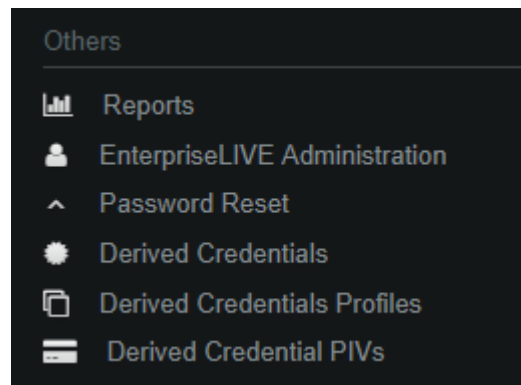 Others
Reports
EnterpriseLIVE Administration
Password Reset
Derived Credentials
Derived Credentials Profiles
Derived Credential PIVs